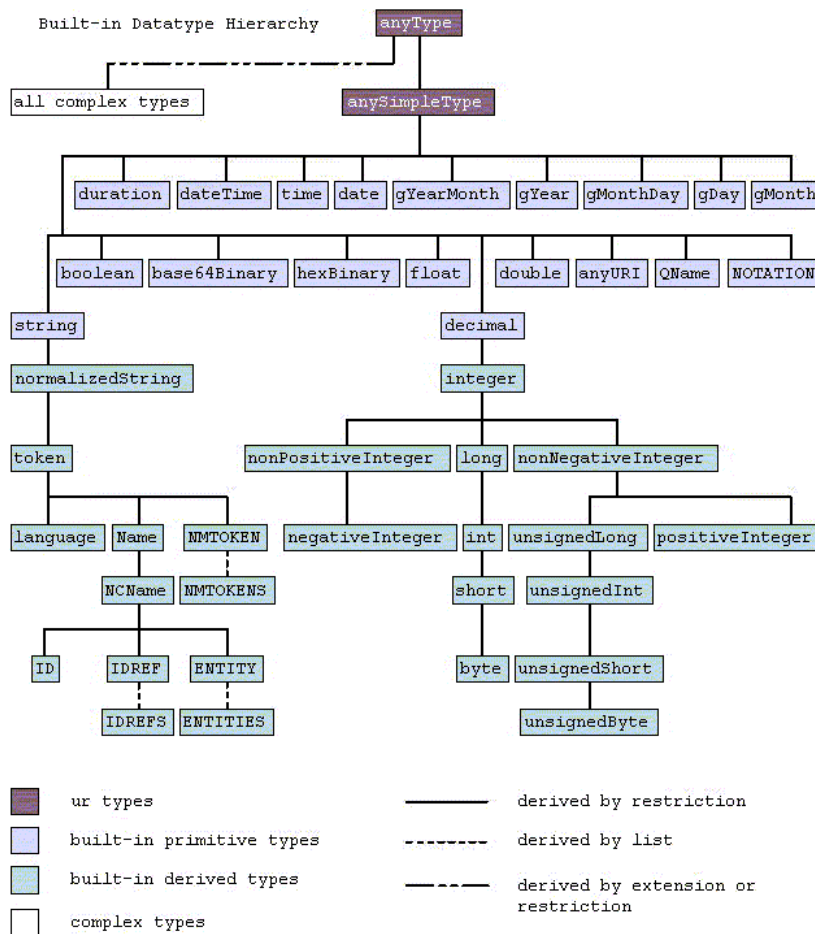 Built-in Datatype Hierarchy
anyType
all complex types
anySimpleType
duration
dateTime
time
date
gYearMonth
gYear
gMonthDay
gDay
gMonth
boolean
base64Binary
hexBinary
float
double
anyURI
QName
NOTATION
string
decimal
normalizedString
integer
token
nonPositiveInteger
long
nonNegativeInteger
language
Name
NMTOKEN
negativeInteger
int
unsignedLong
positiveInteger
NCName
NMTOKENS
short
unsignedInt
ID
IDREF
ENTITY
byte
unsignedShort
IDREFS
ENTITIES
unsignedByte
ur types
derived by restriction
built-in primitive types
derived by list
built-in derived types
derived by extension or
restriction
complex types